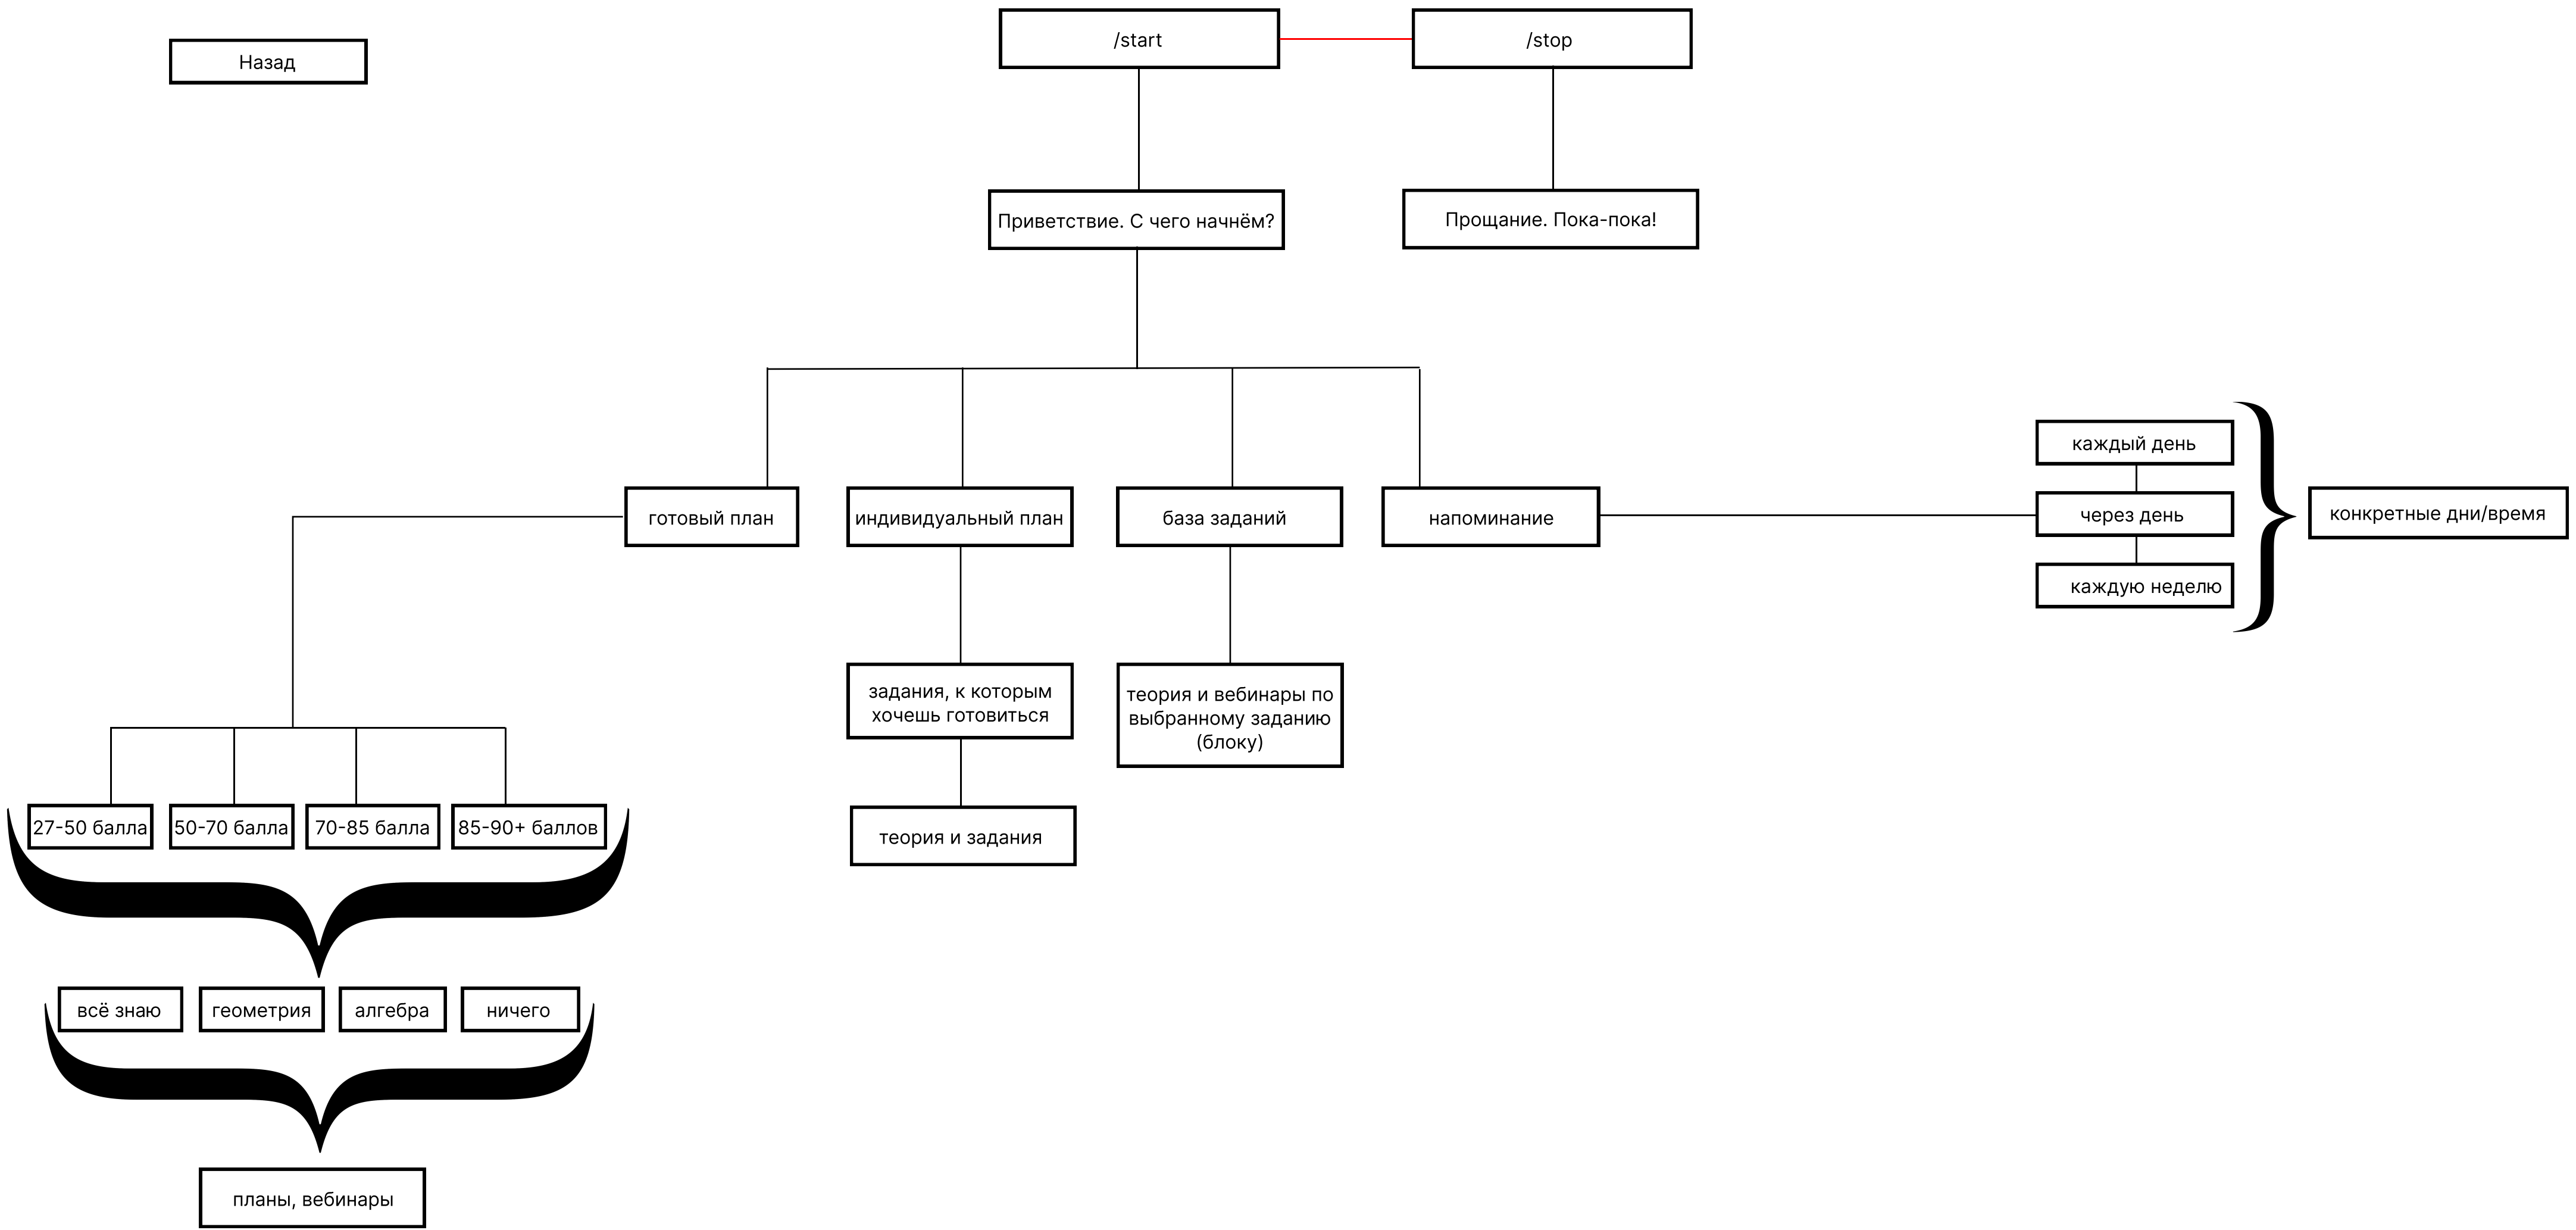 /start
/stop
Назад
Приветствие. С чего начнём?
Прощание. Пока-пока!
готовый план
индивидуальный план
база заданий
напоминание
каждый день
через день
каждую неделю
конкретные дни/время
задания, к которым
хочешь готовиться
теория и вебинары по
выбранному заданию
(блоку)
теория и задания
27-50 балла
50-70 балла
70-85 балла
85-90+ баллов
всё знаю
геометрия
алгебра
ничего
планы, вебинары